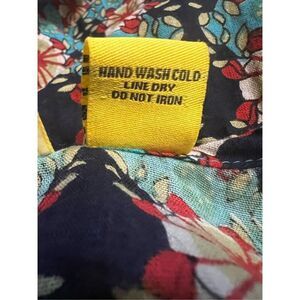 HAND WASH COLD
LINE DRY
DO NOT IRON